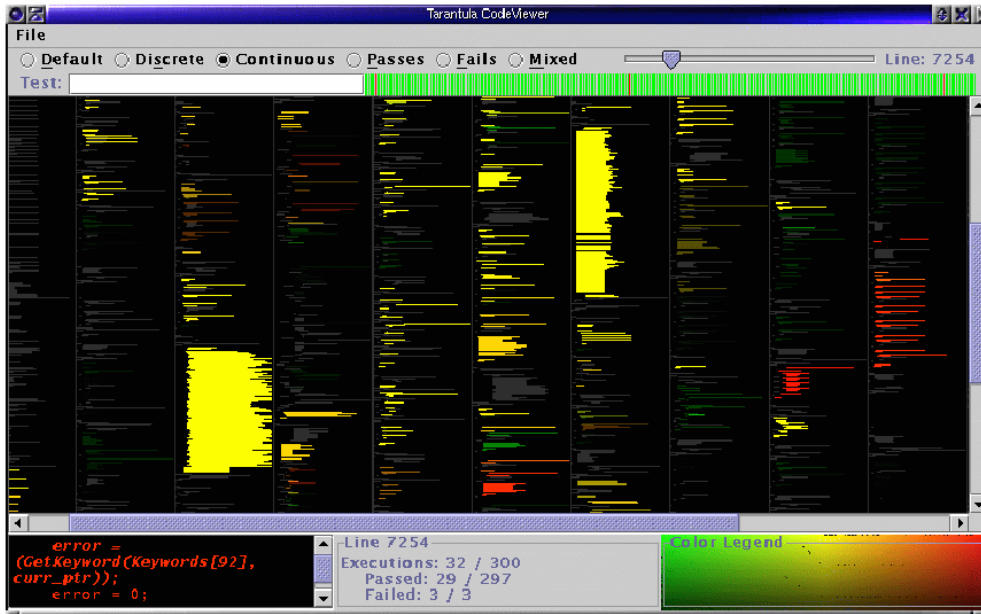 Tarantula CodeViewer
File
Default Discrete Continuous Passes Fails Mixed Line: 7254
Test:
error =
(GetKeyword(Keywords[92],
curr_ptr));
error = 0;
Line 7254
Executions: 32 / 300
Passed: 29 / 297
Failed: 3 / 3
Color Legend